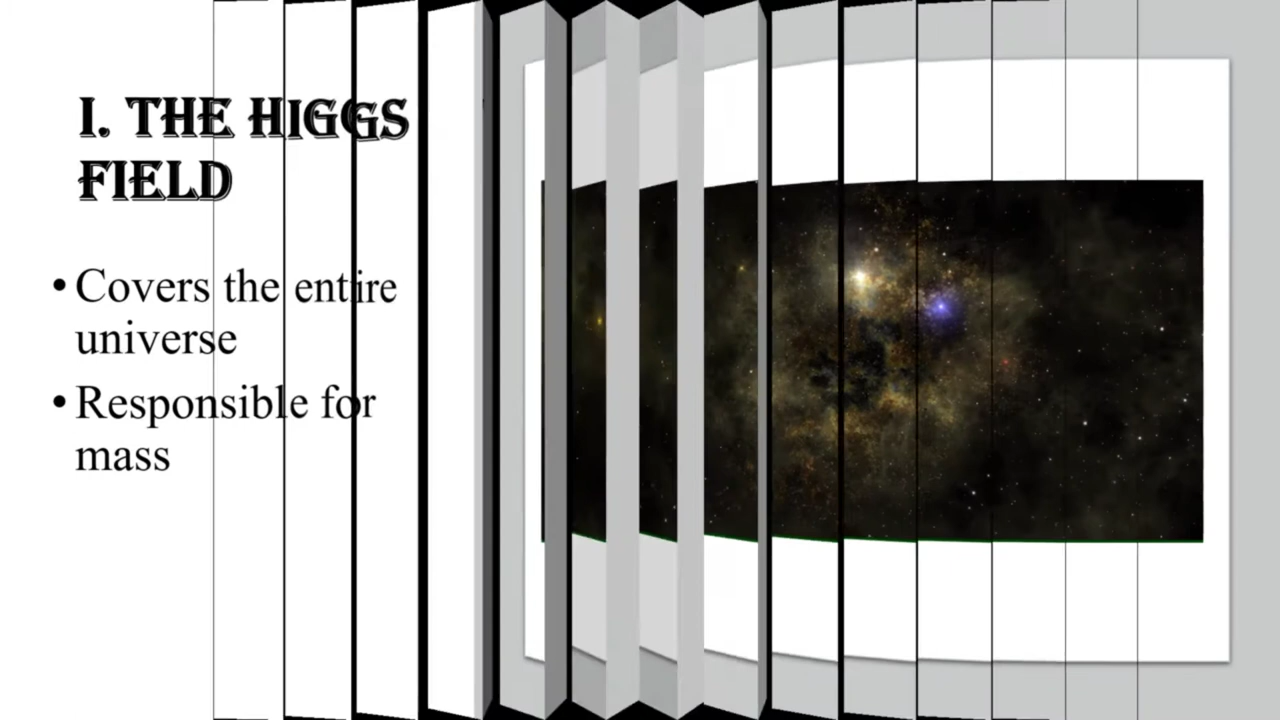 I. THE HIGGS
FIELD
• Covers the entire
universe
• Responsible for
mass